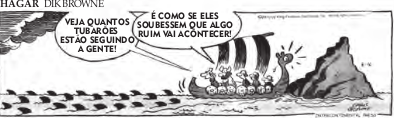 HAGAR DIK BROWNE
VEJA QUANTOS
TUBARÕES
ESTÃO SEGUINDO
A GENTE!
É COMO SE ELES
SOUBESSEM QUE ALGO
RUIM VAI ACONTECER!